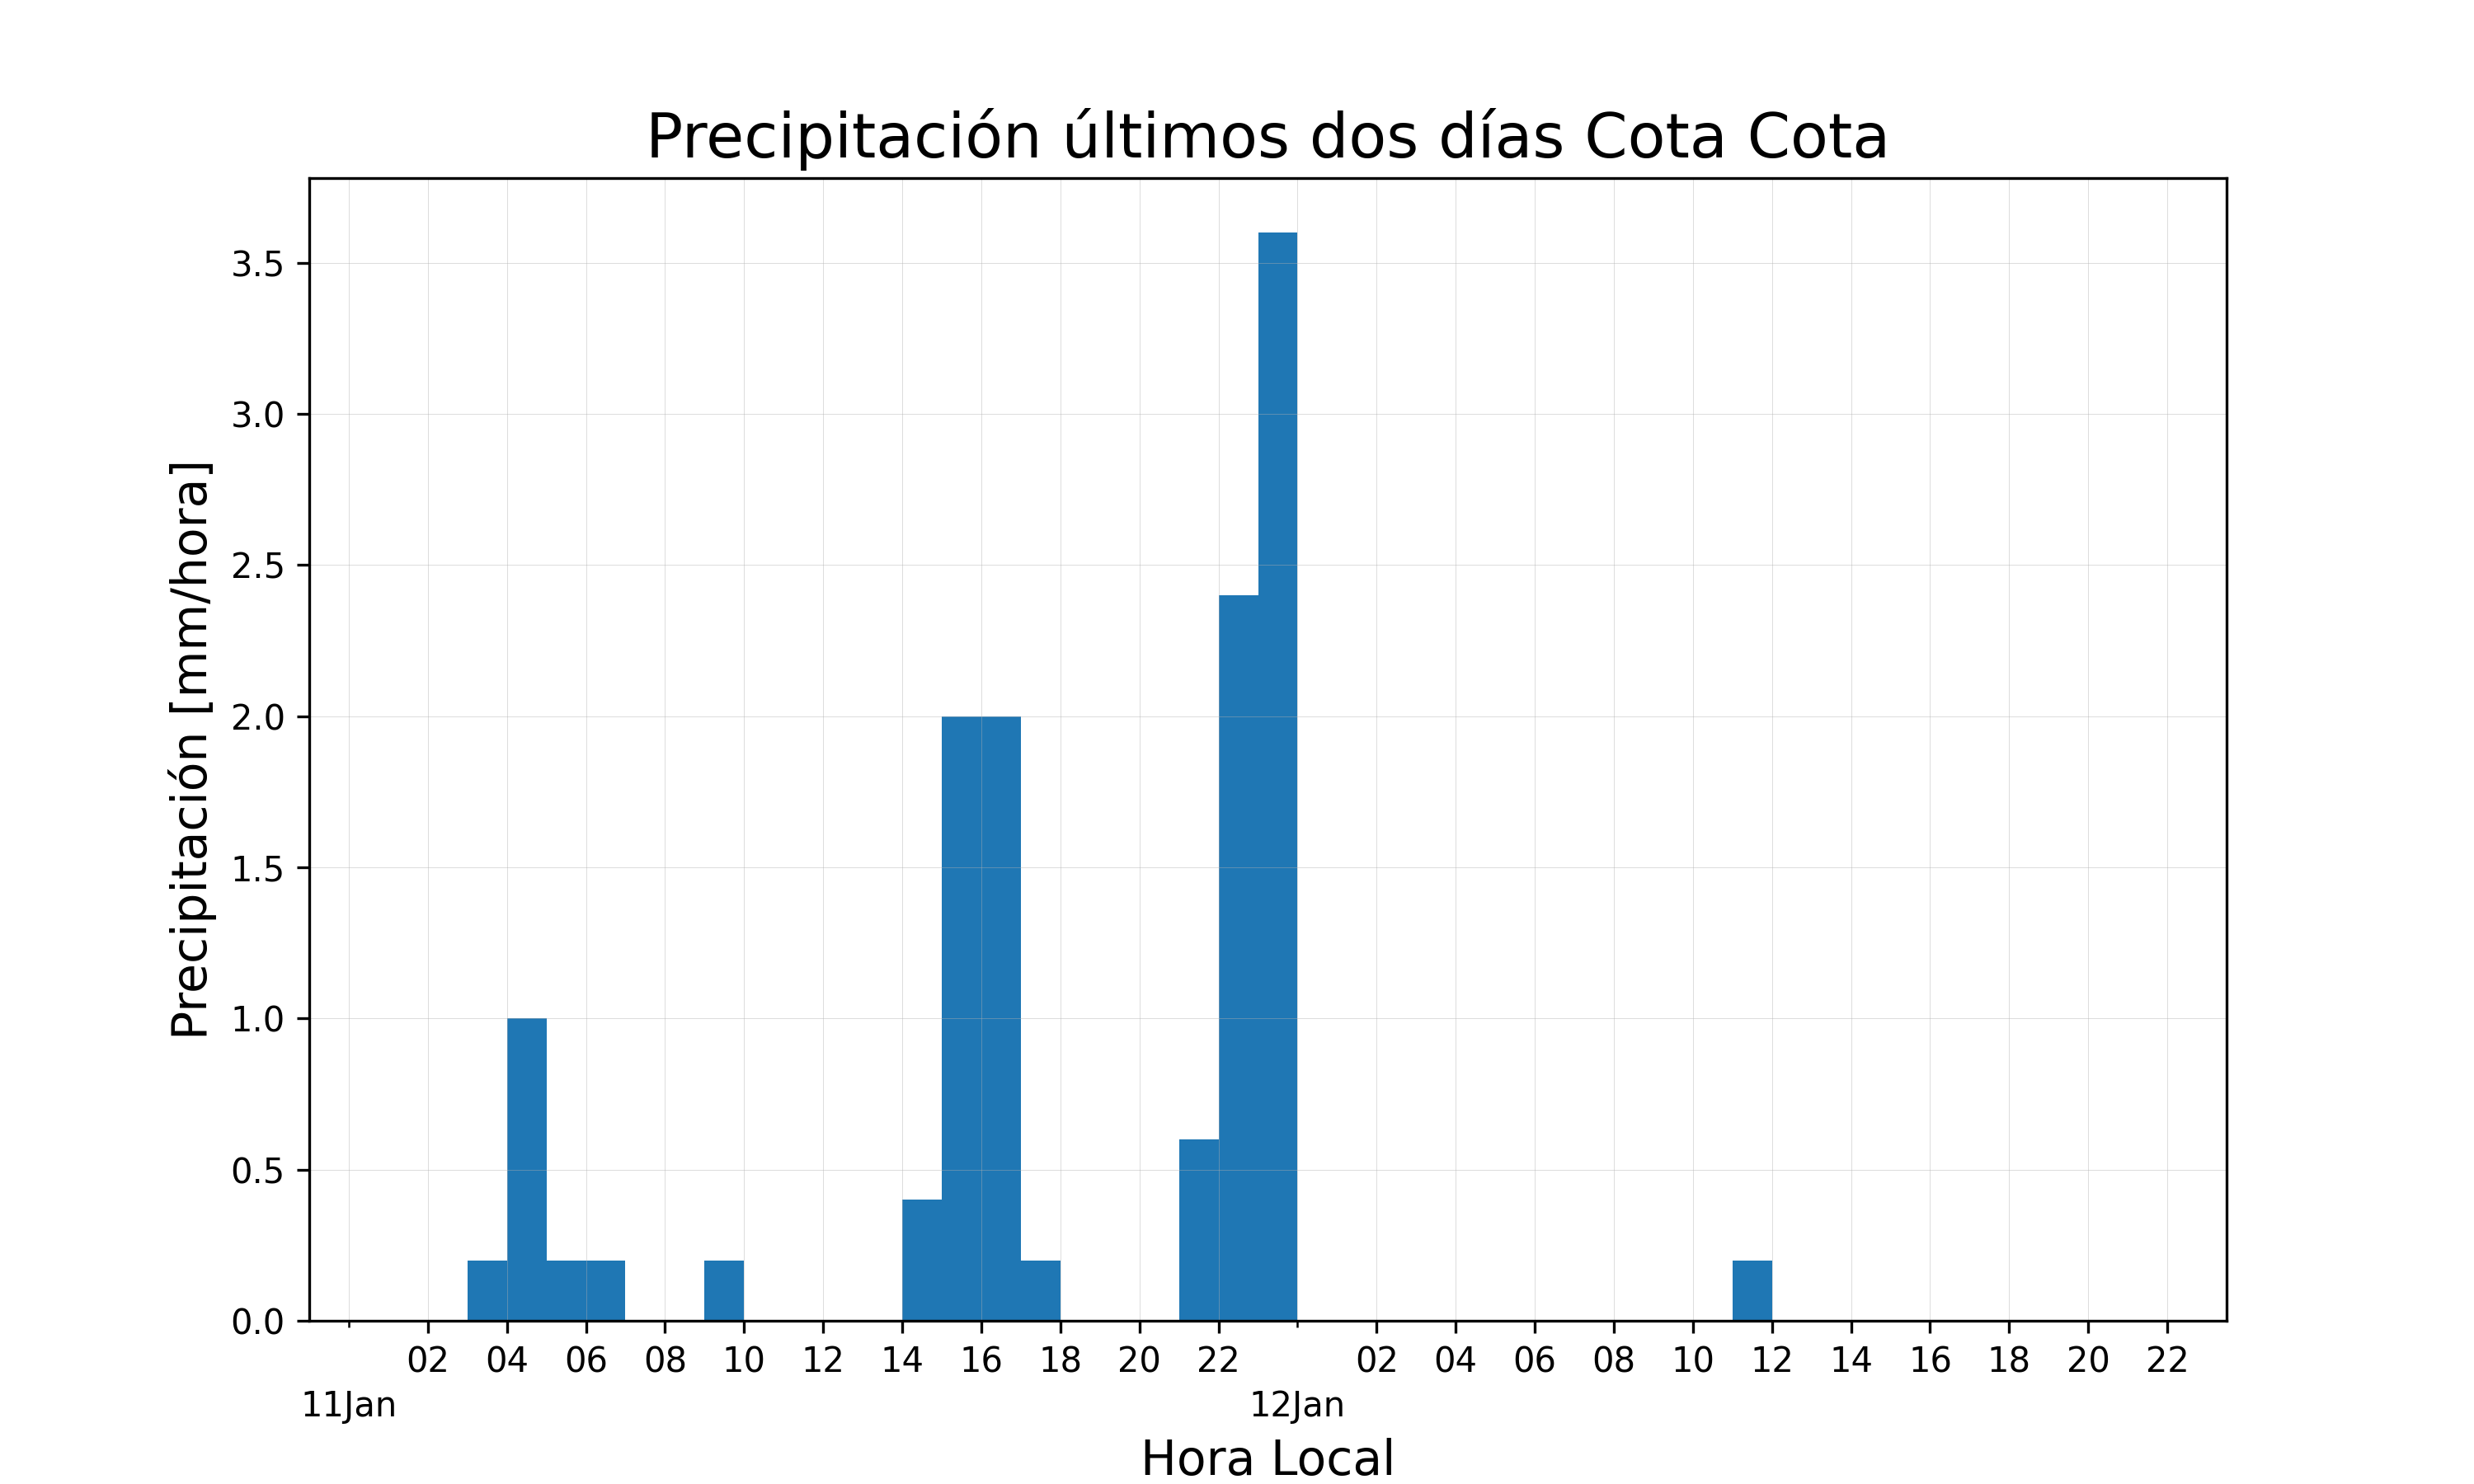 Precipitación últimos dos días Cota Cota
Precipitación [mm/hora]
3.5
3.0
2.5
2.0
1.5
1.0
0.5
0.0
02 04 06 08 10 12 14 16 18 20 22 02 04 06 08 10 12 14 16 18 20 22
11Jan 12Jan
Hora Local